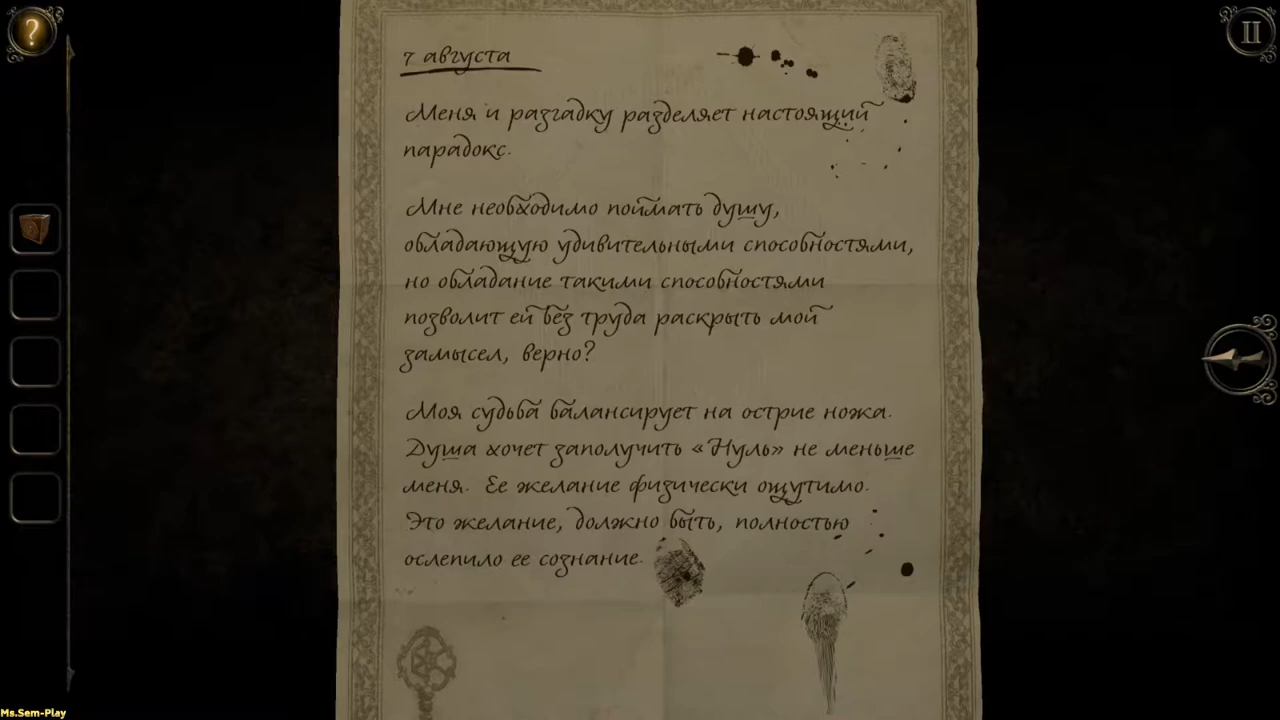 7 августа
Меня и разгадку разделяет настоящий
парадокс.
Мне необходимо поймать душу,
обладающую удивительными способностями,
но обладание такими способностями
позволит ей без труда раскрыть мой
замысел, верно?
Моя судьба балансирует на острие ножа.
Душа хочет заполучить «Нуль» не меньше
меня. Ее желание физически ощутимо.
Это желание, должно быть, полностью
ослепило ее сознание.
Ms.Sem-Play